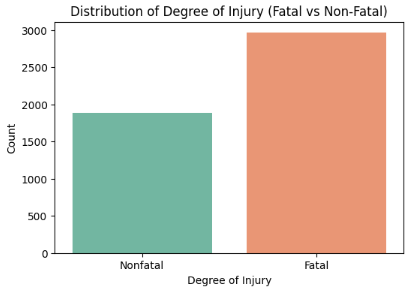 Distribution of Degree of Injury (Fatal vs Non-Fatal)
3000
2500
2000
1500
1000
500
0
Count
Nonfatal Fatal
Degree of Injury